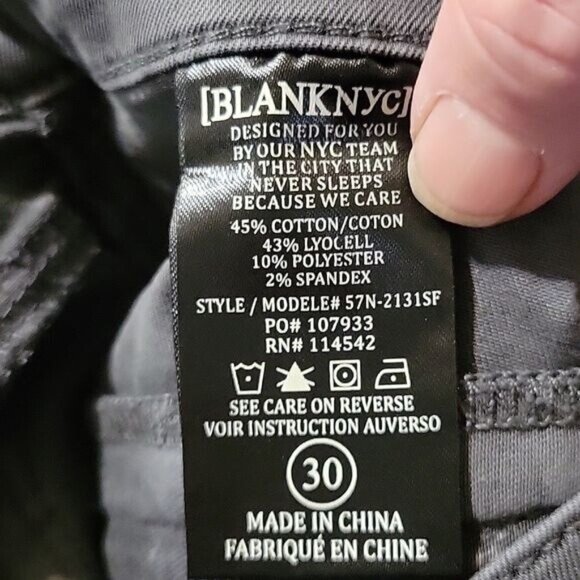 [BLANKNYC]
DESIGNED FOR YOU
BY OUR NYC TEAM
IN THE CITY THAT
NEVER SLEEPS
BECAUSE WE CARE
45% COTTON/COTON
43% LYOCELL
10% POLYESTER
2% SPANDEX
STYLE / MODELE# 57N-2131SF
PO# 107933
RN# 114542
SEE CARE ON REVERSE
VOIR INSTRUCTION AUVERSO
30
MADE IN CHINA
FABRIQUÉ EN CHINE